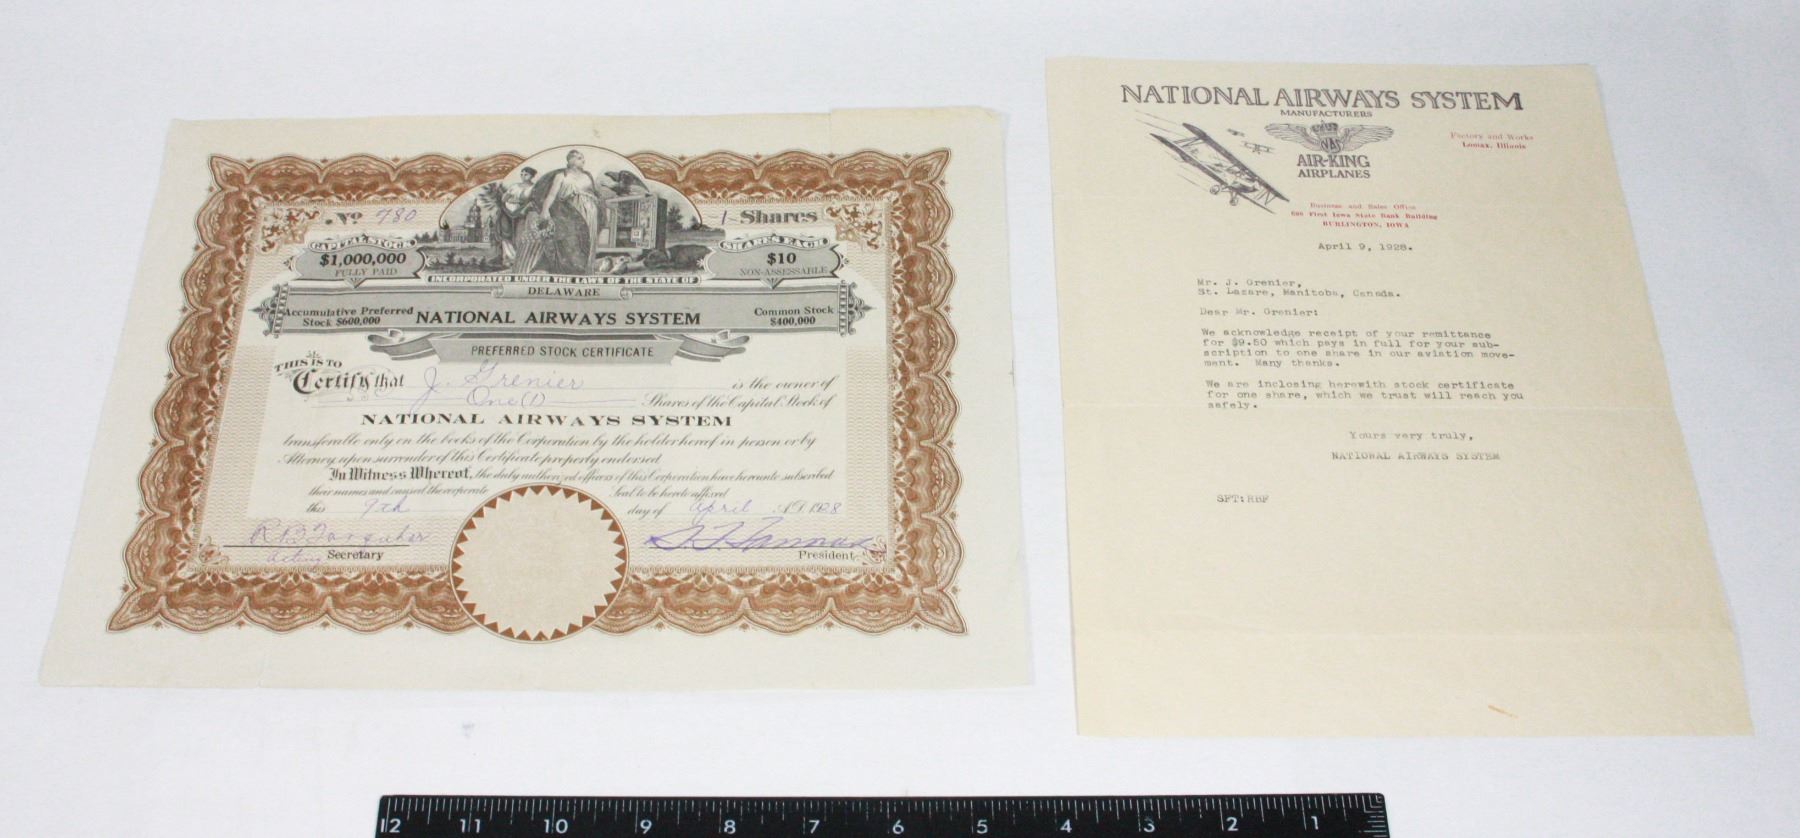 No 780
1 Shares
CAPITAL STOCK
$1,000,000
FULLY PAID
SHARES EACH
$10
NON-ASSESSABLE
INCORPORATED UNDER THE LAWS OF THE STATE OF
DELAWARE
Accumulative Preferred
Stock $600,000
NATIONAL AIRWAYS SYSTEM
Common Stock
$400,000
PREFERRED STOCK CERTIFICATE
THIS IS TO
Certify that J. Grenier is the owner of
One (1) Shares of the Capital Stock of
NATIONAL AIRWAYS SYSTEM
transferable only on the books of the Corporation by the holder hereof in person or by
Attorney upon surrender of this Certificate properly endorsed.
In Witness Whereof, the duly authorized officers of this Corporation have hereunto subscribed
their names and caused the corporate Seal to be hereto affixed
this 9th day of April A.D. 1928
R.B. Farquhar
Acting Secretary
President
NATIONAL AIRWAYS SYSTEM
MANUFACTURERS
NAS
AIR-KING
AIRPLANES
Factory and Works
Lomax, Illinois
Business and Sales Office
608 First Iowa State Bank Building
BURLINGTON, IOWA
April 9, 1928.
Mr. J. Grenier,
St. Lazare, Manitoba, Canada.
Dear Mr. Grenier:
We acknowledge receipt of your remittance
for $9.50 which pays in full for your sub-
scription to one share in our aviation move-
ment. Many thanks.
We are inclosing herewith stock certificate
for one share, which we trust will reach you
safely.
Yours very truly,
NATIONAL AIRWAYS SYSTEM
SFT:RBF
12 11 10 9 8 7 6 5 4 3 2 1